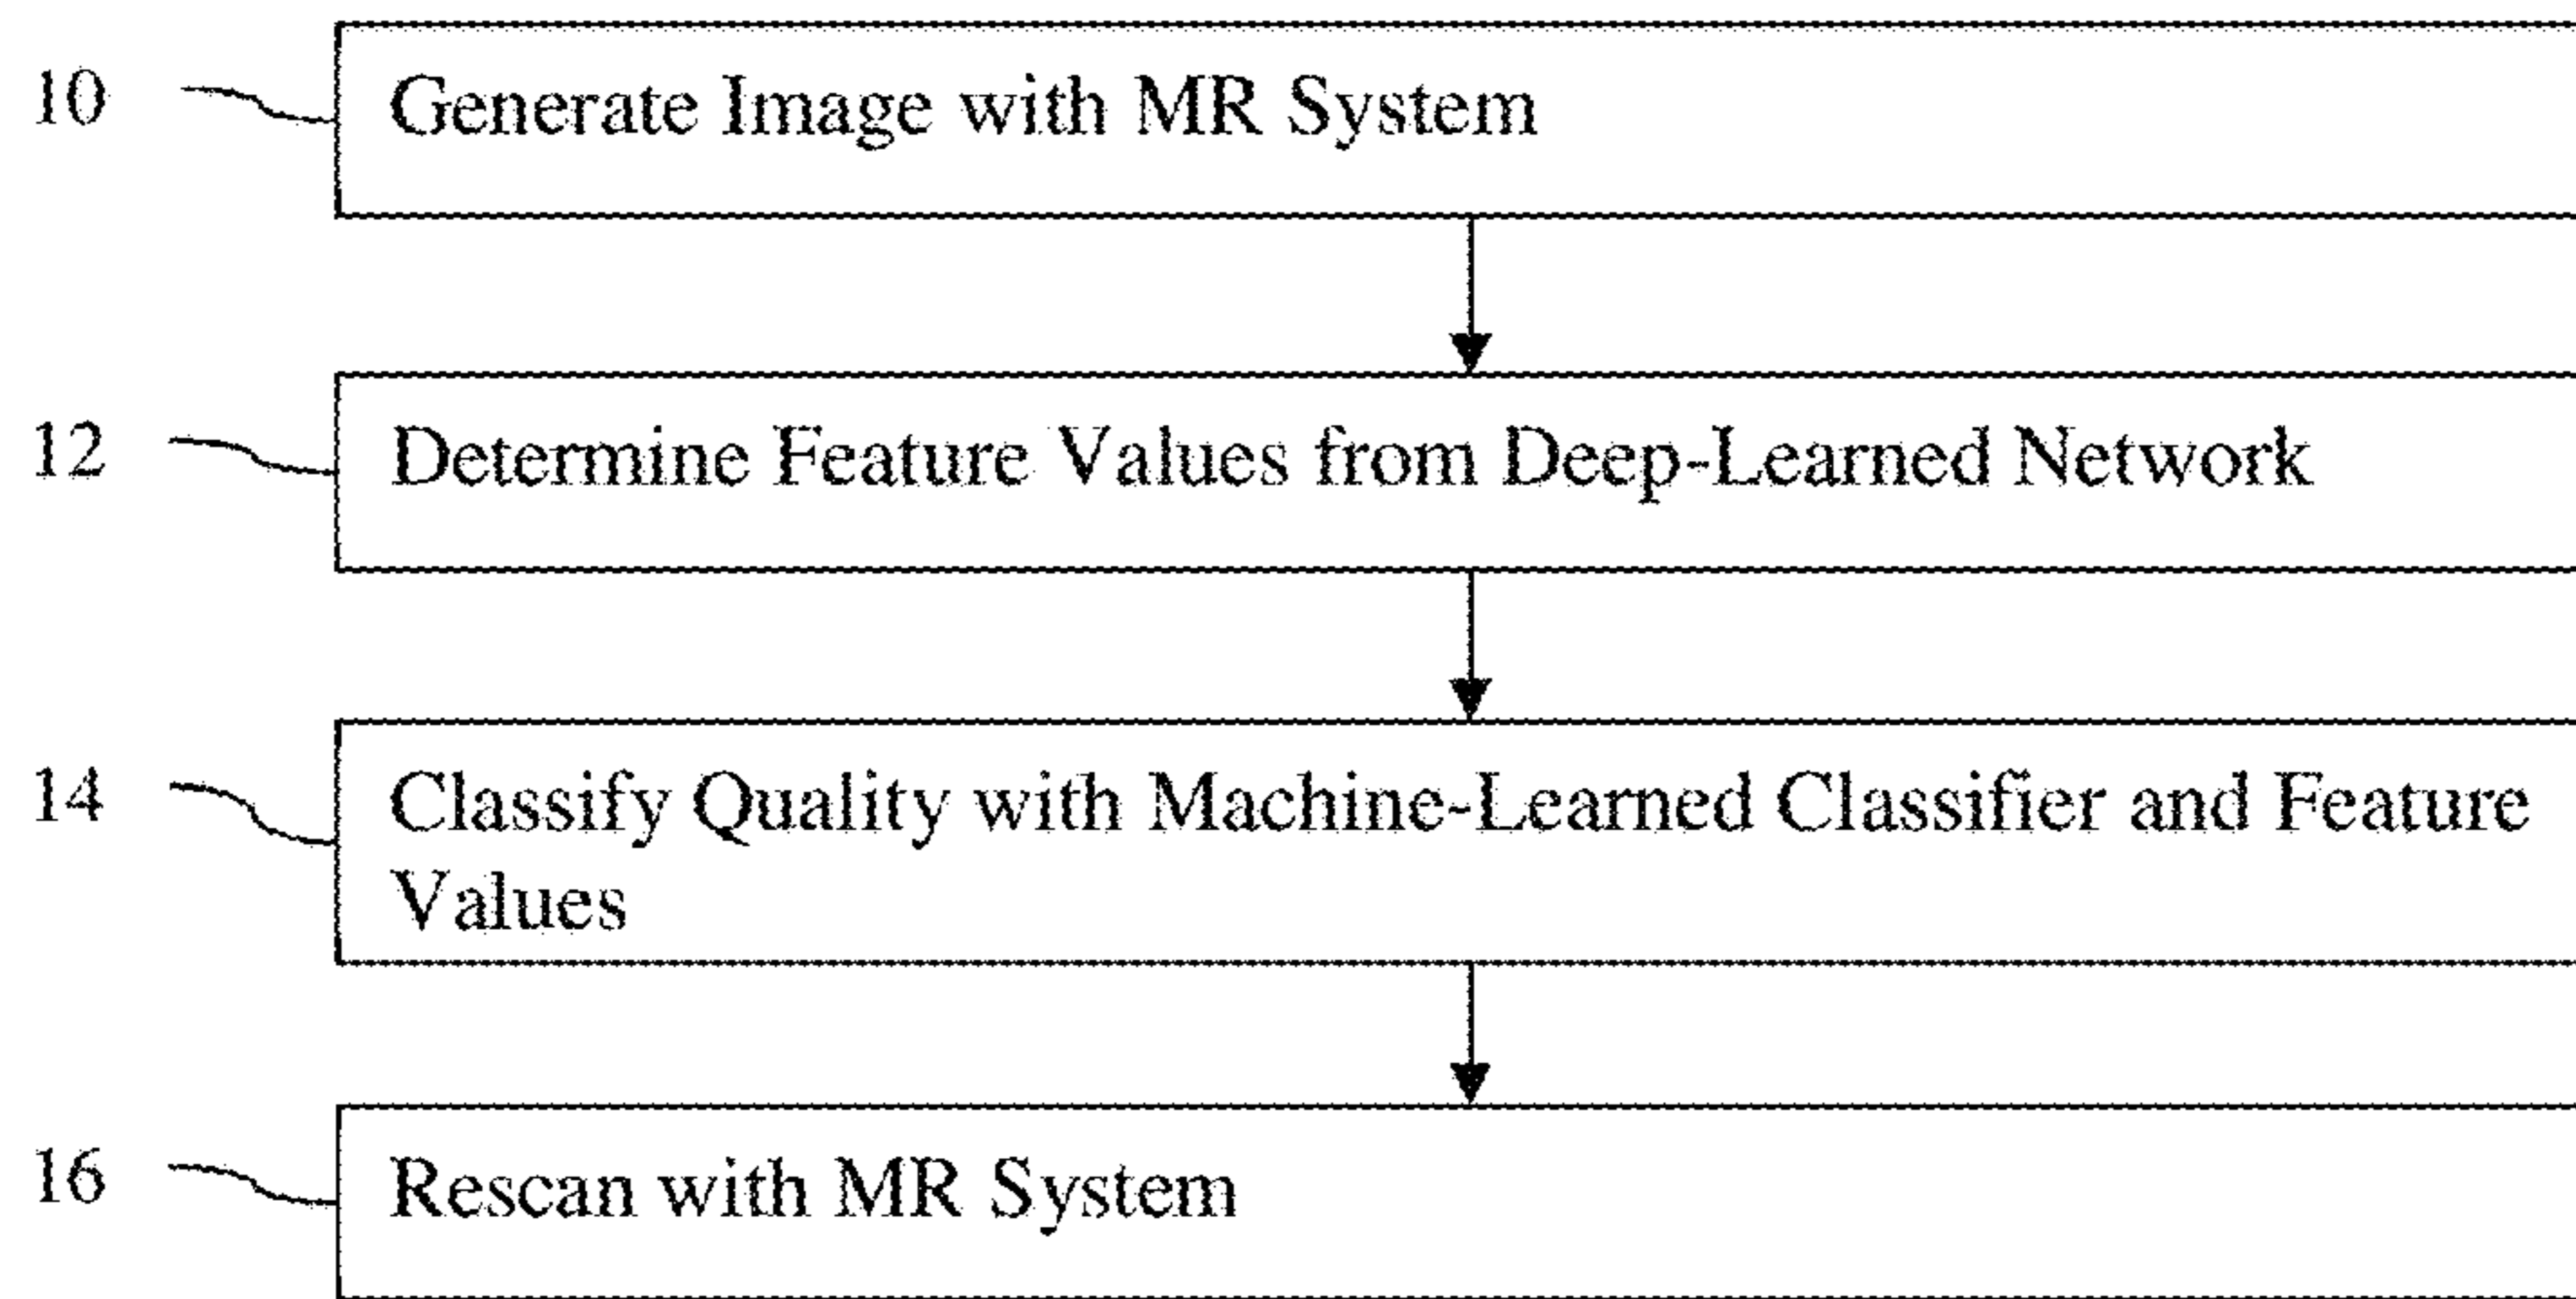 10
Generate Image with MR System
12
Determine Feature Values from Deep-Learned Network
14
Classify Quality with Machine-Learned Classifier and Feature
Values
16
Rescan with MR System